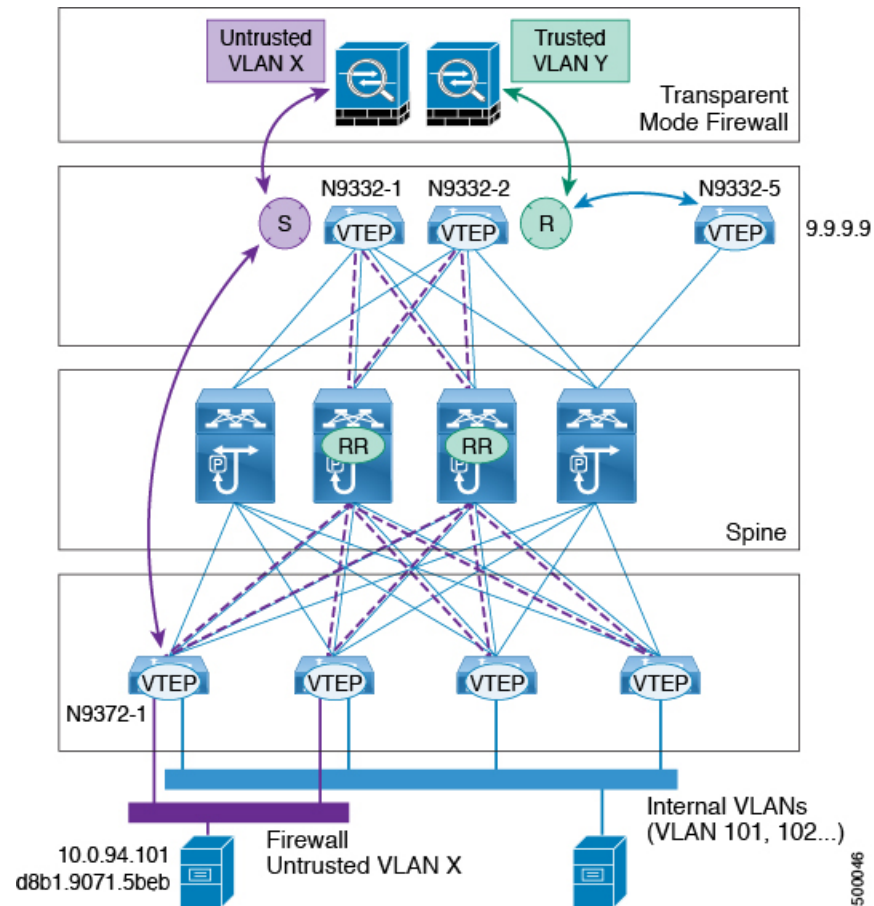 Untrusted
VLAN X
Trusted
VLAN Y
Transparent
Mode Firewall
N9332-1
N9332-2
N9332-5
S
VTEP
VTEP
R
VTEP
9.9.9.9
RR
RR
P
P
P
P
Spine
VTEP
VTEP
VTEP
VTEP
N9372-1
Internal VLANs
(VLAN 101, 102...)
Firewall
Untrusted VLAN X
10.0.94.101
d8b1.9071.5beb
500046